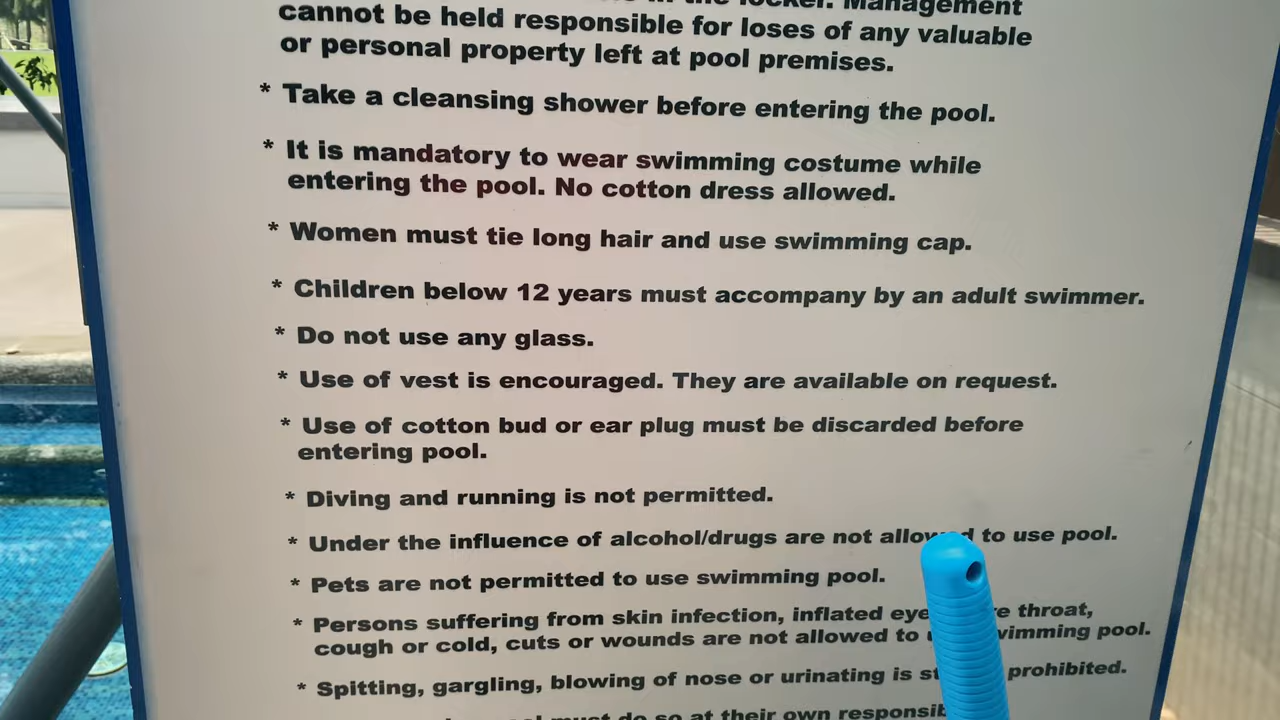 the locker. Management
cannot be held responsible for loses of any valuable
or personal property left at pool premises.
* Take a cleansing shower before entering the pool.
* It is mandatory to wear swimming costume while
entering the pool. No cotton dress allowed.
* Women must tie long hair and use swimming cap.
* Children below 12 years must accompany by an adult swimmer.
* Do not use any glass.
* Use of vest is encouraged. They are available on request.
* Use of cotton bud or ear plug must be discarded before
entering pool.
* Diving and running is not permitted.
* Under the influence of alcohol/drugs are not allowed to use pool.
* Pets are not permitted to use swimming pool.
* Persons suffering from skin infection, inflated eye throat,
cough or cold, cuts or wounds are not allowed to swimming pool.
* Spitting, gargling, blowing of nose or urinating is prohibited.
must do so at their own